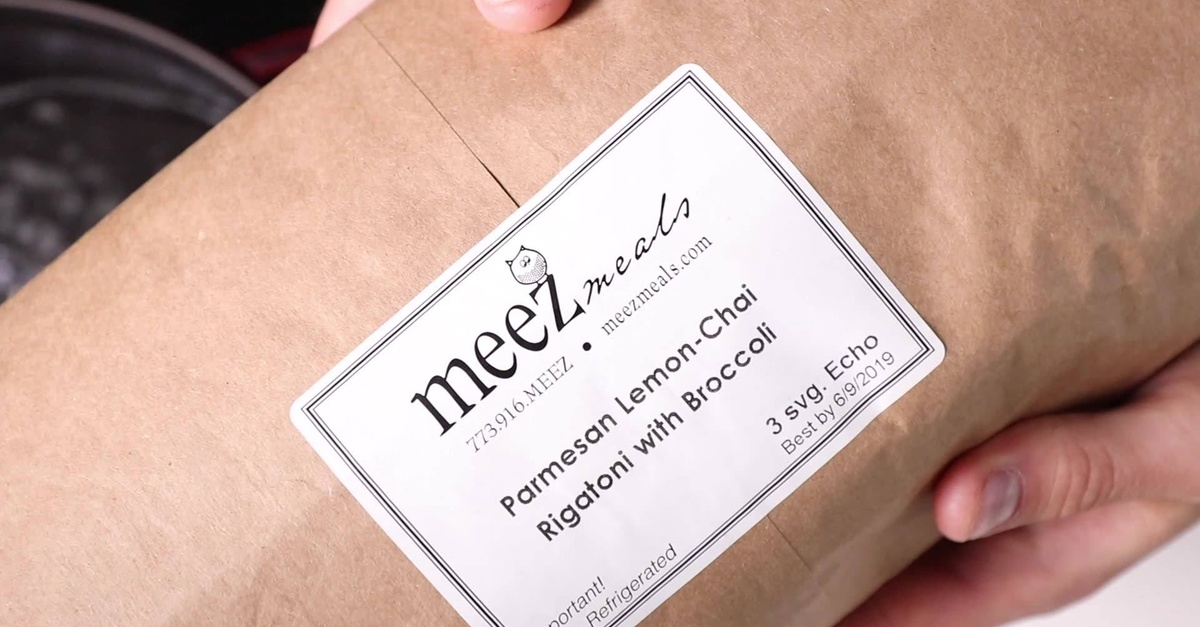 meez meals
773.916.MEEZ • meezmeals.com
Parmesan Lemon-Chai
Rigatoni with Broccoli
3 svg. Echo
Best by 6/9/2019
Refrigerated